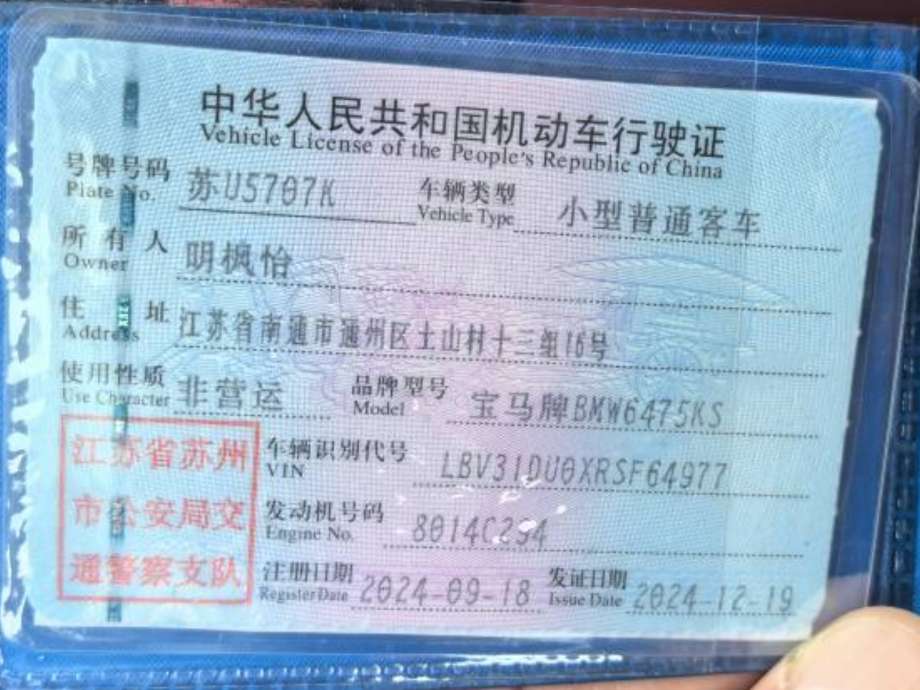 中华人民共和国机动车行驶证
Vehicle License of the People's Republic of China
号牌号码 苏U5707K 车辆类型 小型普通客车
Plate No. Vehicle Type
所有人 明枫怡
Owner
住址 江苏省南通市通州区土山村十三组16号
Address
使用性质 非营运 品牌型号 宝马牌BMW6475KS
Use Character Model
江苏省苏州 车辆识别代号 LBV31DU0XRSF64977
VIN
市公安局交 发动机号码 8014C294
Engine No.
通警察支队 注册日期 2024-09-18 发证日期 2024-12-19
Register Date Issue Date